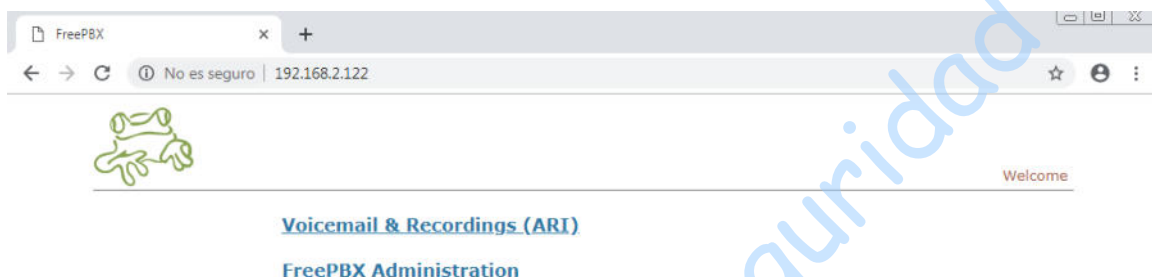 FreePBX
No es seguro | 192.168.2.122
Welcome
Voicemail & Recordings (ARI)
FreePBX Administration